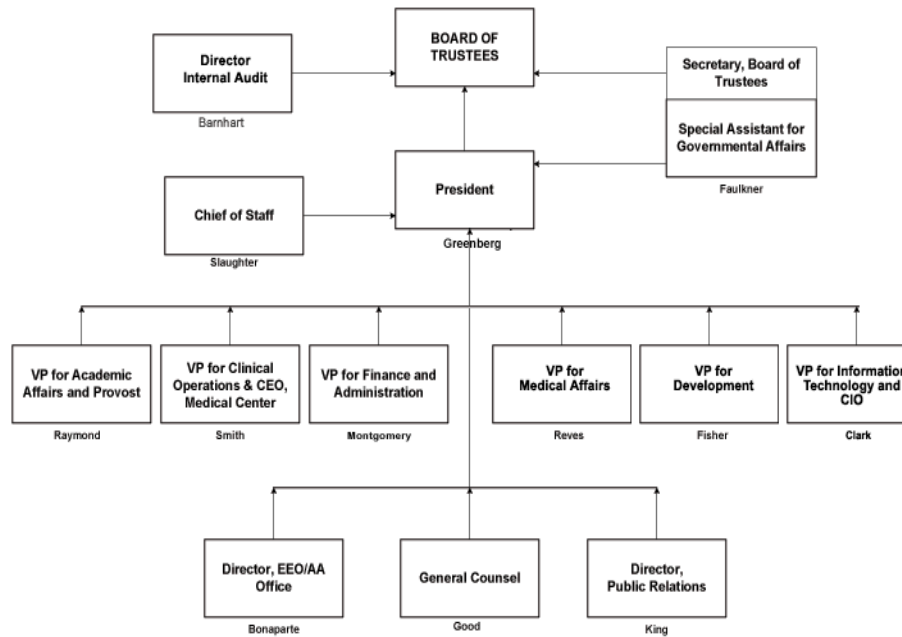 BOARD OF
TRUSTEES
Director
Internal Audit
Barnhart
Secretary, Board of
Trustees
Special Assistant for
Governmental Affairs
Faulkner
President
Greenberg
Chief of Staff
Slaughter
VP for Academic
Affairs and Provost
Raymond
VP for Clinical
Operations & CEO,
Medical Center
Smith
VP for Finance and
Administration
Montgomery
VP for
Medical Affairs
Reves
VP for
Development
Fisher
VP for Information
Technology and
CIO
Clark
Director, EEO/AA
Office
Bonaparte
General Counsel
Good
Director,
Public Relations
King